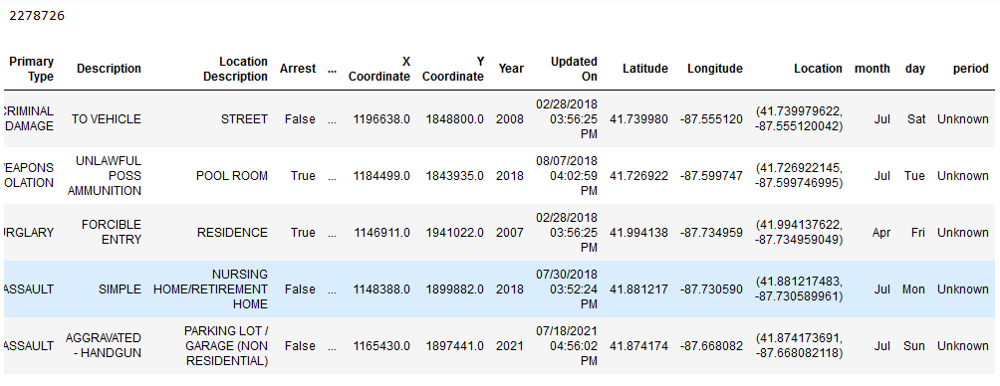 2278726
Primary Type Description Location Description Arrest ... X Coordinate Y Coordinate Year Updated On Latitude Longitude Location month day period
CRIMINAL DAMAGE TO VEHICLE STREET False ... 1196638.0 1848800.0 2008 02/28/2018 03:56:25 PM 41.739980 -87.555120 (41.739979622, -87.555120042) Jul Sat Unknown
EAPONS OLATION UNLAWFUL POSS AMMUNITION POOL ROOM True ... 1184499.0 1843935.0 2018 08/07/2018 04:02:59 PM 41.726922 -87.599747 (41.726922145, -87.599746995) Jul Tue Unknown
URGLARY FORCIBLE ENTRY RESIDENCE True ... 1146911.0 1941022.0 2007 02/28/2018 03:56:25 PM 41.994138 -87.734959 (41.994137622, -87.734959049) Apr Fri Unknown
ASSAULT SIMPLE NURSING HOME/RETIREMENT HOME False ... 1148388.0 1899882.0 2018 07/30/2018 03:52:24 PM 41.881217 -87.730590 (41.881217483, -87.730589961) Jul Mon Unknown
ASSAULT AGGRAVATED - HANDGUN PARKING LOT / GARAGE (NON RESIDENTIAL) False ... 1165430.0 1897441.0 2021 07/18/2021 04:56:02 PM 41.874174 -87.668082 (41.874173691, -87.668082118) Jul Sun Unknown